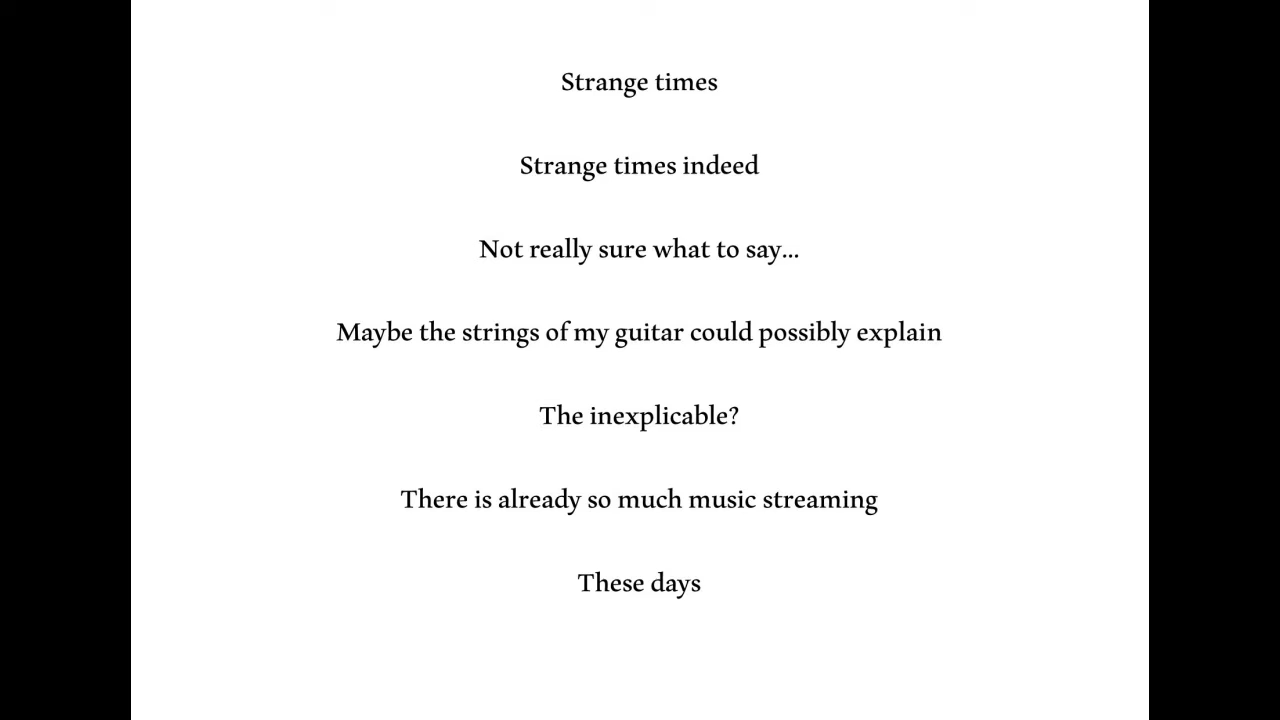 Strange times
Strange times indeed
Not really sure what to say...
Maybe the strings of my guitar could possibly explain
The inexplicable?
There is already so much music streaming
These days